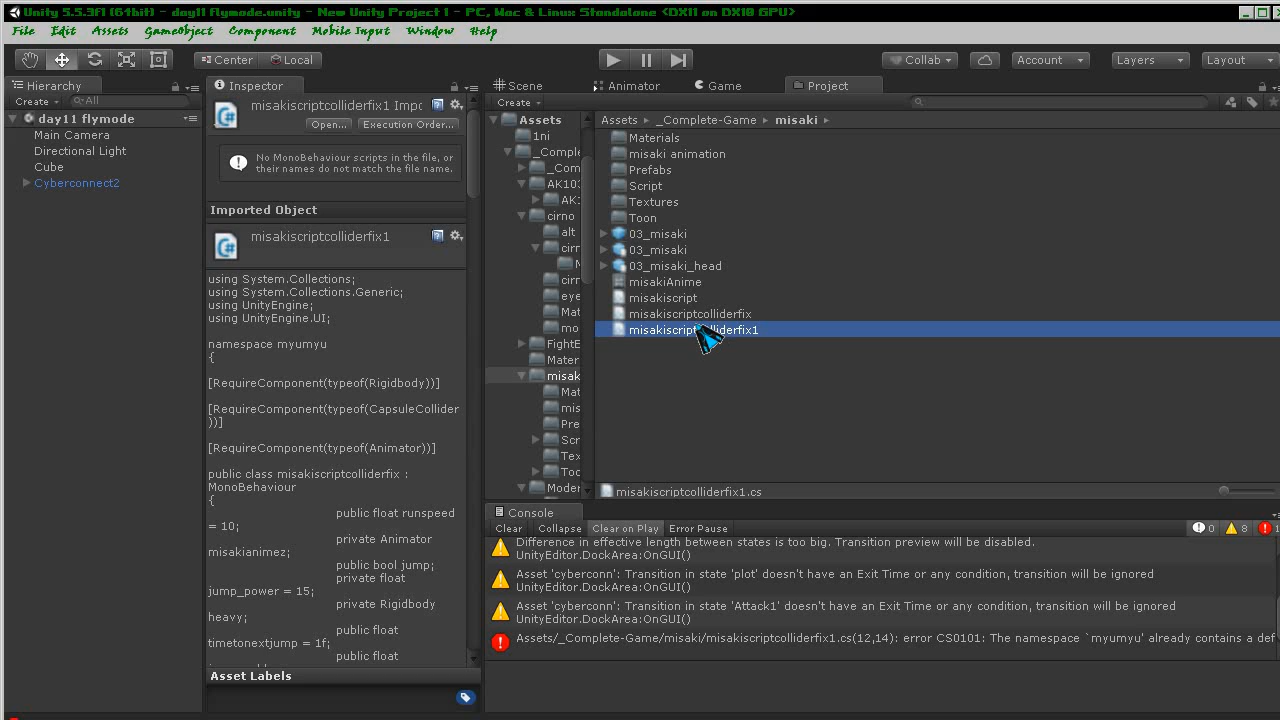 Unity 5.5.3f1 (64bit) - day11 flymode.unity - New Unity Project 1 - PC, Mac & Linux Standalone <DX11 on DX10 GPU>
File Edit Assets GameObject Component Mobile Input Window Help
Center Local Collab Account Layers Layout
Hierarchy
Create All
day11 flymode
Main Camera
Directional Light
Cube
Cyberconnect2
Inspector
misakiscriptcolliderfix1 Impo
Open... Execution Order...
No MonoBehaviour scripts in the file, or
their names do not match the file name.
Imported Object
misakiscriptcolliderfix1
using System.Collections;
using System.Collections.Generic;
using UnityEngine;
using UnityEngine.UI;
namespace myumyu
{
[RequireComponent(typeof(Rigidbody))]
[RequireComponent(typeof(CapsuleCollider
))]
[RequireComponent(typeof(Animator))]
public class misakiscriptcolliderfix :
MonoBehaviour
{
public float runspeed
= 10;
private Animator
misakianimez;
public bool jump;
private float
jump_power = 15;
private Rigidbody
heavy;
public float
timetonextjump = 1f;
public float
Asset Labels
Scene Animator Game Project
Create
Assets
1ni
_Comple
_Com
AK103
AK1
cirno
alt
cirn
M
cirn
eye
Mat
mo
FightE
Mater
misak
Mat
mis
Pre
Scr
Tex
Too
Moder
Assets _Complete-Game misaki
Materials
misaki animation
Prefabs
Script
Textures
Toon
03_misaki
03_misaki
03_misaki_head
misakiAnime
misakiscript
misakiscriptcolliderfix
misakiscriptcolliderfix1
misakiscriptcolliderfix1.cs
Console
Clear Collapse Clear on Play Error Pause 0 8 1
Difference in effective length between states is too big. Transition preview will be disabled.
UnityEditor.DockArea:OnGUI()
Asset 'cyberconn': Transition in state 'plot' doesn't have an Exit Time or any condition, transition will be ignored
UnityEditor.DockArea:OnGUI()
Asset 'cyberconn': Transition in state 'Attack1' doesn't have an Exit Time or any condition, transition will be ignored
UnityEditor.DockArea:OnGUI()
Assets/_Complete-Game/misaki/misakiscriptcolliderfix1.cs(12,14): error CS0101: The namespace `myumyu' already contains a def